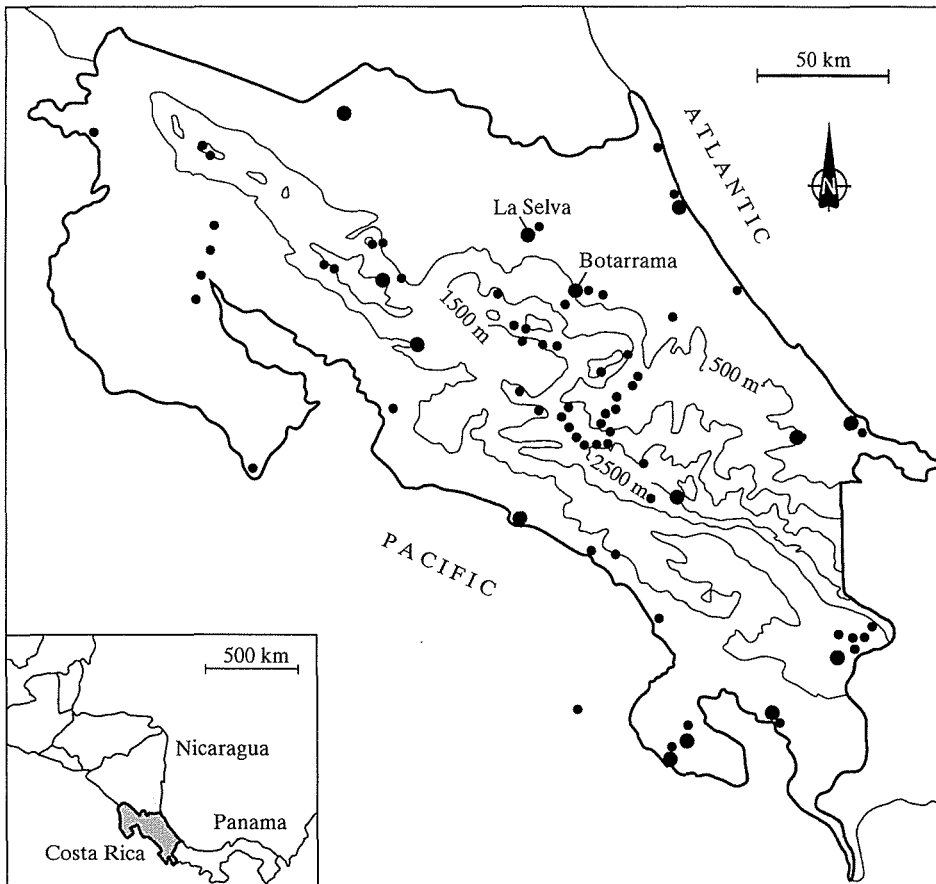 50 km
ATLANTIC
N
La Selva
Botarrama
1500 m
500 m
2500 m
PACIFIC
500 km
Nicaragua
Panama
Costa Rica